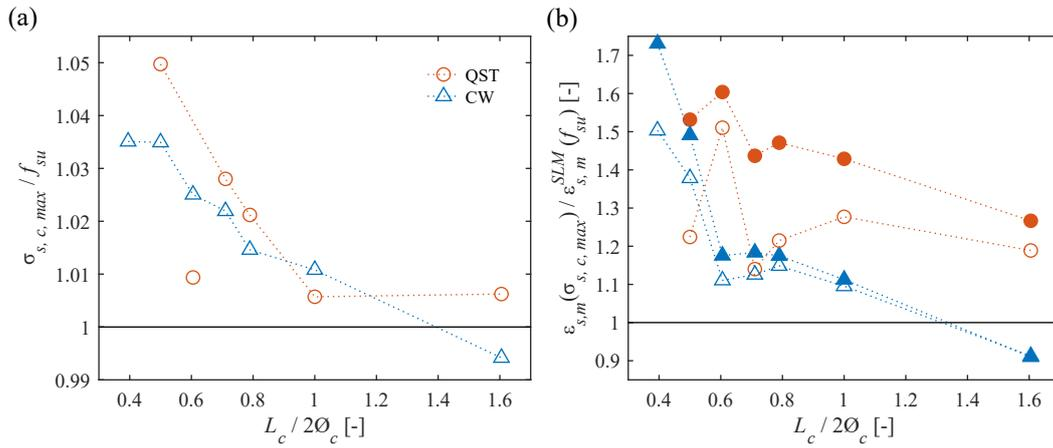 (a)
1.05
1.04
1.03
1.02
1.01
1
0.99
σs, c, max / fsu
0.4 0.6 0.8 1 1.2 1.4 1.6
Lc / 2Øc [-]
QST
CW
(b)
1.7
1.6
1.5
1.4
1.3
1.2
1.1
1
0.9
εs,m(σs, c, max) / εSLMs, m(fsu) [-]
0.4 0.6 0.8 1 1.2 1.4 1.6
Lc / 2Øc [-]